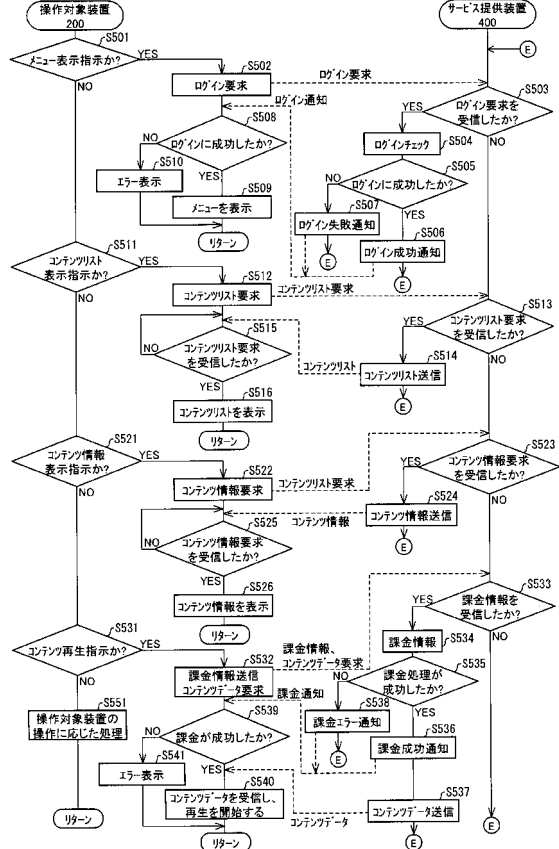 操作対象装置
200
サービス提供装置
400
S501
メニュー表示指示か?
YES
NO
S502
ログイン要求
ログイン要求
E
S503
ログイン要求を
受信したか?
YES
NO
ログイン通知
S504
ログインチェック
S508
ログインに成功したか?
NO
YES
S505
ログインに成功したか?
NO
YES
S510
エラー表示
S509
メニューを表示
S507
ログイン失敗通知
S506
ログイン成功通知
リターン
E
E
S511
コンテンツリスト
表示指示か?
YES
NO
S512
コンテンツリスト要求
コンテンツリスト要求
S513
コンテンツリスト要求
を受信したか?
YES
NO
S515
コンテンツリスト要求
を受信したか?
NO
YES
S514
コンテンツリスト送信
コンテンツリスト
E
S516
コンテンツリストを表示
リターン
S521
コンテンツ情報
表示指示か?
YES
NO
S522
コンテンツ情報要求
コンテンツリスト要求
S523
コンテンツ情報要求
を受信したか?
YES
NO
S524
コンテンツ情報送信
コンテンツ情報
E
S525
コンテンツ情報要求
を受信したか?
NO
YES
S526
コンテンツ情報を表示
リターン
S533
課金情報を
受信したか?
YES
NO
S531
コンテンツ再生指示か?
YES
NO
S532
課金情報送信
コンテンツデータ要求
課金情報、
コンテンツデータ要求
課金通知
課金情報
S534
S535
課金処理が
成功したか?
NO
YES
S551
操作対象装置の
操作に応じた処理
S539
課金が成功したか?
NO
YES
S538
課金エラー通知
E
S536
課金成功通知
S541
エラー表示
S540
コンテンツデータを受信し、
再生を開始する
S537
コンテンツデータ送信
コンテンツデータ
リターン
リターン
E
E